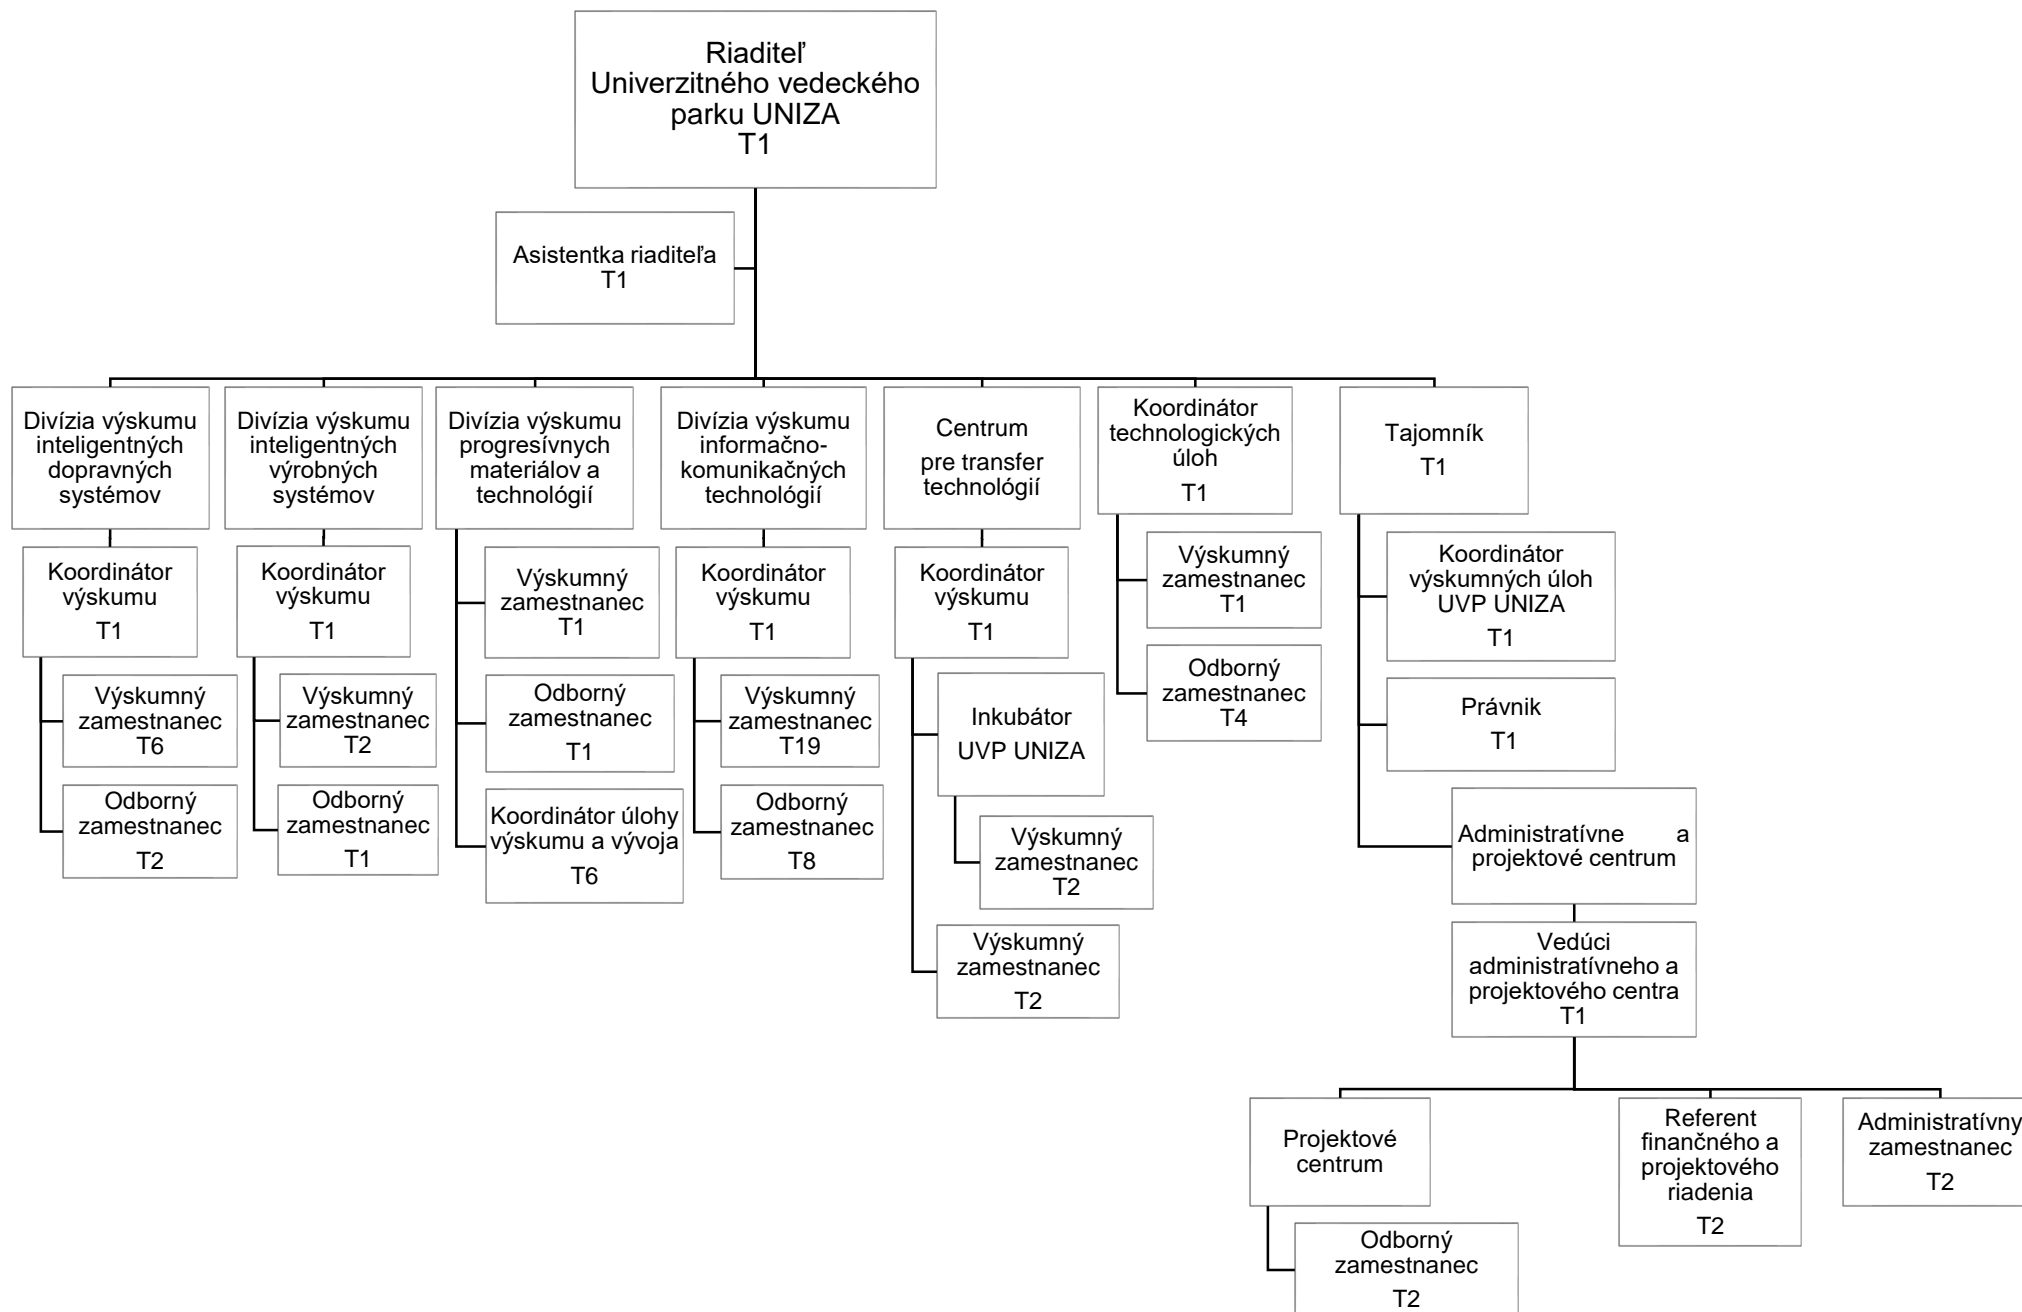 Riaditeľ
Univerzitného vedeckého
parku UNIZA
T1
Asistentka riaditeľa
T1
Divízia výskumu
inteligentných
dopravných
systémov
Divízia výskumu
inteligentných
výrobných
systémov
Divízia výskumu
progresívnych
materiálov a
technológií
Divízia výskumu
informačno-
komunikačných
technológií
Centrum
pre transfer
technológií
Koordinátor
technologických
úloh
T1
Tajomník
T1
Koordinátor
výskumu
T1
Výskumný
zamestnanec
T6
Odborný
zamestnanec
T2
Koordinátor
výskumu
T1
Výskumný
zamestnanec
T2
Odborný
zamestnanec
T1
Výskumný
zamestnanec
T1
Odborný
zamestnanec
T1
Koordinátor úlohy
výskumu a vývoja
T6
Koordinátor
výskumu
T1
Výskumný
zamestnanec
T19
Odborný
zamestnanec
T8
Koordinátor
výskumu
T1
Inkubátor
UVP UNIZA
Výskumný
zamestnanec
T2
Výskumný
zamestnanec
T2
Výskumný
zamestnanec
T1
Odborný
zamestnanec
T4
Koordinátor
výskumných úloh
UVP UNIZA
T1
Právnik
T1
Administratívne a
projektové centrum
Vedúci
administratívneho a
projektového centra
T1
Projektové
centrum
Odborný
zamestnanec
T2
Referent
finančného a
projektového
riadenia
T2
Administratívny
zamestnanec
T2